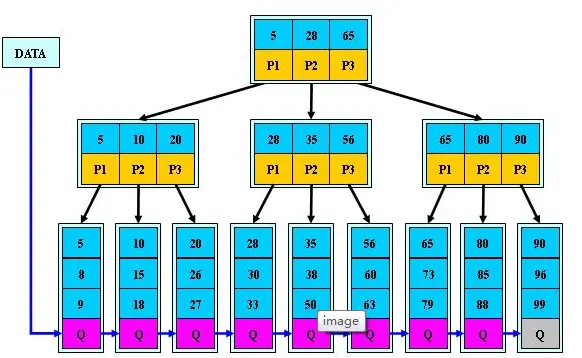 5 28 65
DATA
P1 P2 P3
5 10 20 28 35 56 65 80 90
P1 P2 P3 P1 P2 P3 P1 P2 P3
5 10 20 28 35 56 65 80 90
8 15 26 30 38 60 73 85 96
9 18 27 33 50 63 79 88 99
image
Q Q Q Q Q Q Q Q Q